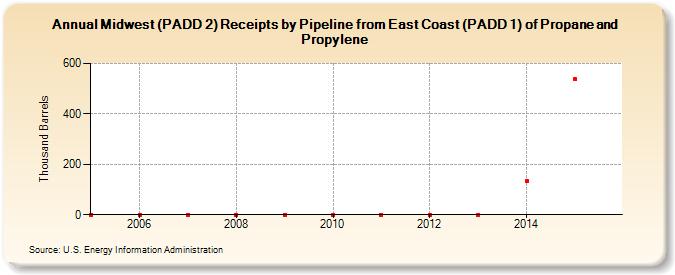 Annual Midwest (PADD 2) Receipts by Pipeline from East Coast (PADD 1) of Propane and
Propylene
Thousand Barrels
600
400
200
0
2006
2008
2010
2012
2014
Source: U.S. Energy Information Administration